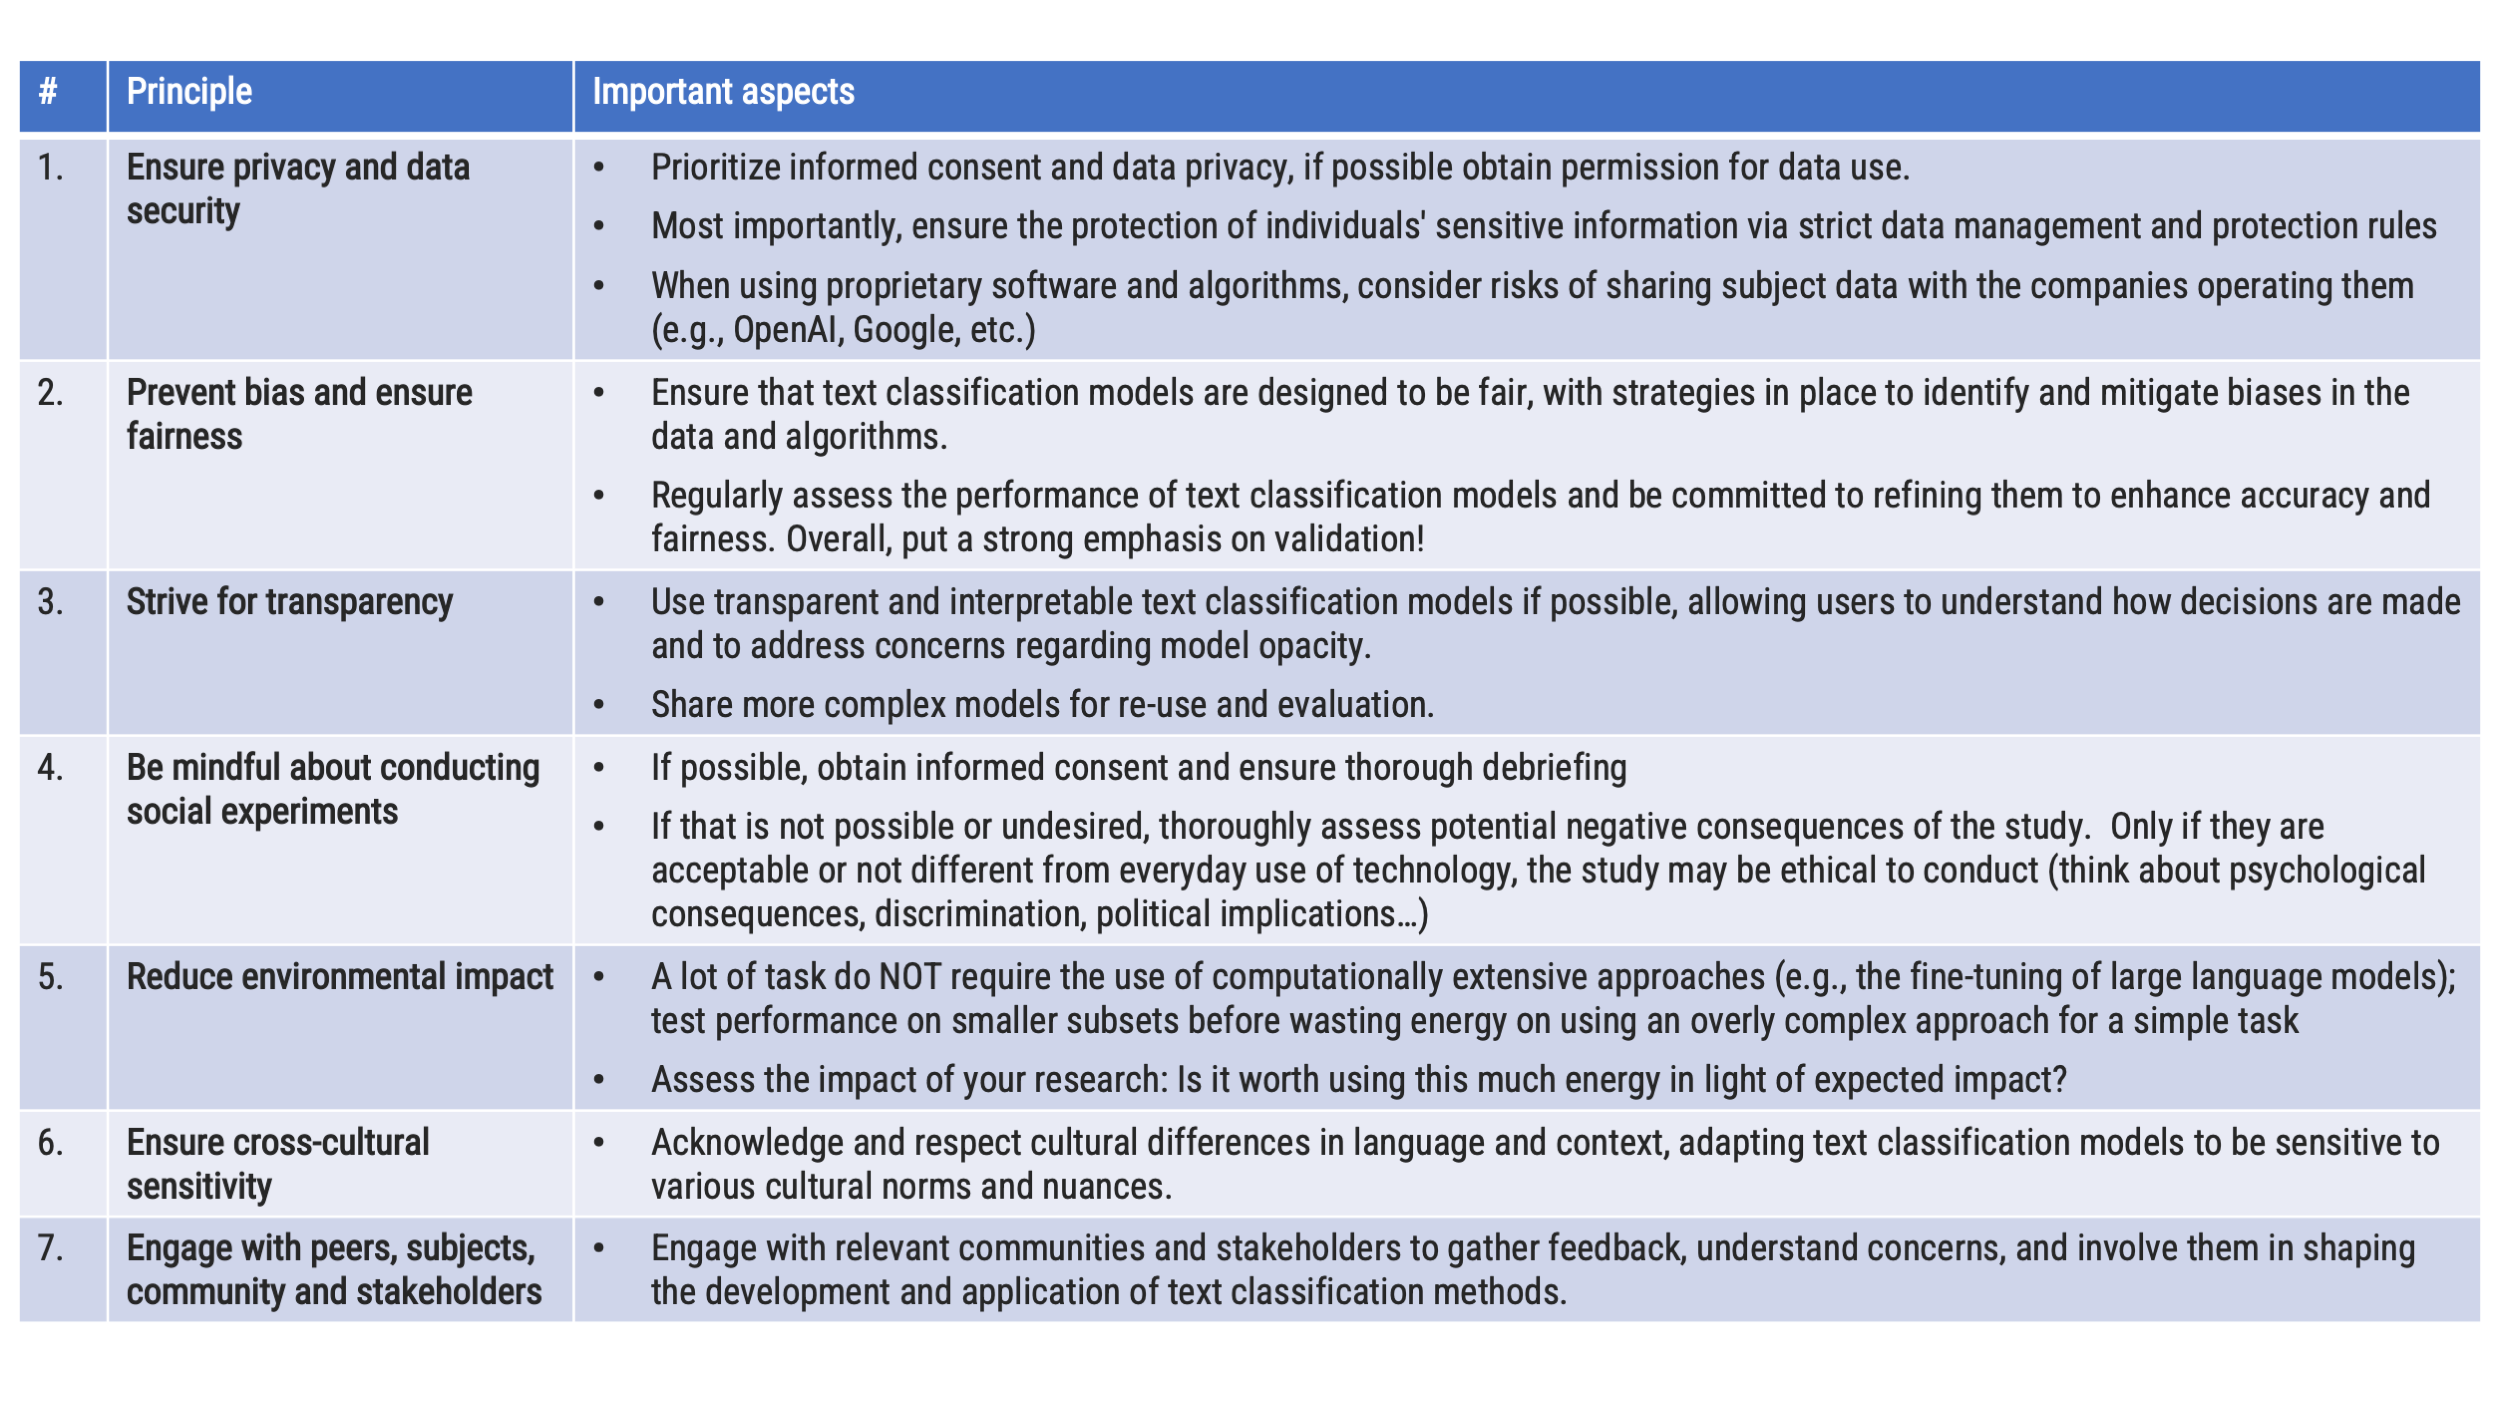 # Principle Important aspects
1. Ensure privacy and data
security
• Prioritize informed consent and data privacy, if possible obtain permission for data use.
• Most importantly, ensure the protection of individuals' sensitive information via strict data management and protection rules
• When using proprietary software and algorithms, consider risks of sharing subject data with the companies operating them
(e.g., OpenAI, Google, etc.)
2. Prevent bias and ensure
fairness
• Ensure that text classification models are designed to be fair, with strategies in place to identify and mitigate biases in the
data and algorithms.
• Regularly assess the performance of text classification models and be committed to refining them to enhance accuracy and
fairness. Overall, put a strong emphasis on validation!
3. Strive for transparency
• Use transparent and interpretable text classification models if possible, allowing users to understand how decisions are made
and to address concerns regarding model opacity.
• Share more complex models for re-use and evaluation.
4. Be mindful about conducting
social experiments
• If possible, obtain informed consent and ensure thorough debriefing
• If that is not possible or undesired, thoroughly assess potential negative consequences of the study.  Only if they are
acceptable or not different from everyday use of technology, the study may be ethical to conduct (think about psychological
consequences, discrimination, political implications…)
5. Reduce environmental impact
• A lot of task do NOT require the use of computationally extensive approaches (e.g., the fine-tuning of large language models);
test performance on smaller subsets before wasting energy on using an overly complex approach for a simple task
• Assess the impact of your research: Is it worth using this much energy in light of expected impact?
6. Ensure cross-cultural
sensitivity
• Acknowledge and respect cultural differences in language and context, adapting text classification models to be sensitive to
various cultural norms and nuances.
7. Engage with peers, subjects,
community and stakeholders
• Engage with relevant communities and stakeholders to gather feedback, understand concerns, and involve them in shaping
the development and application of text classification methods.